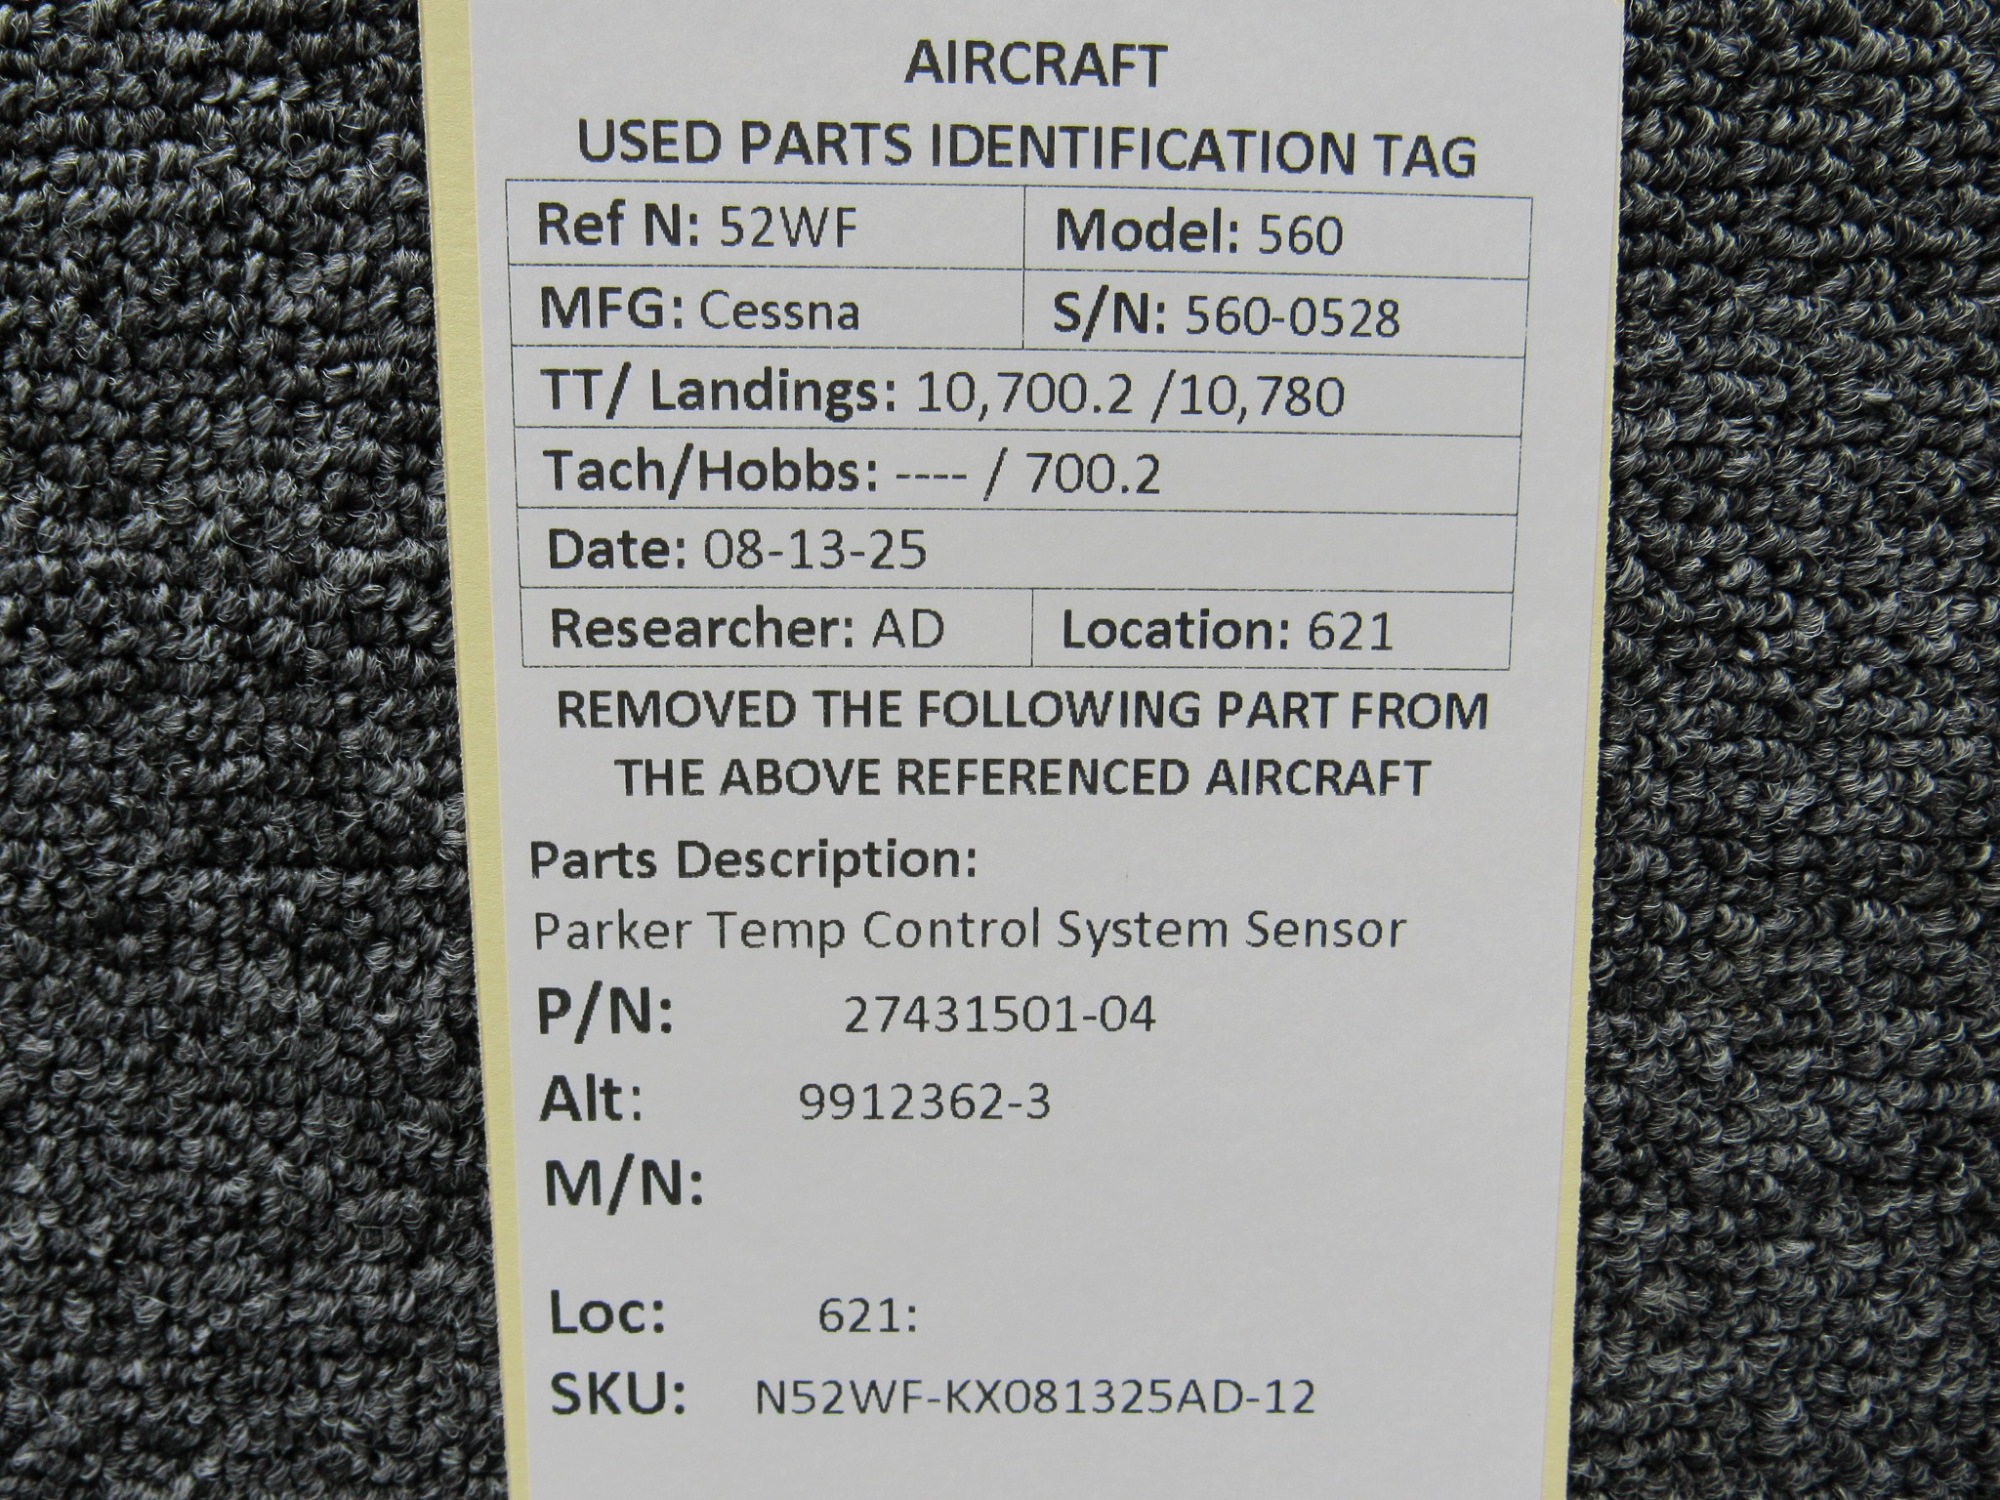 AIRCRAFT
USED PARTS IDENTIFICATION TAG
Ref N: 52WF Model: 560
MFG: Cessna S/N: 560-0528
TT/ Landings: 10,700.2 /10,780
Tach/Hobbs: ---- / 700.2
Date: 08-13-25
Researcher: AD Location: 621
REMOVED THE FOLLOWING PART FROM
THE ABOVE REFERENCED AIRCRAFT
Parts Description:
Parker Temp Control System Sensor
P/N: 27431501-04
Alt: 9912362-3
M/N:
Loc: 621:
SKU: N52WF-KX081325AD-12